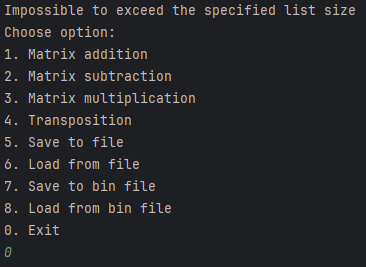 Impossible to exceed the specified list size
Choose option:
1. Matrix addition
2. Matrix subtraction
3. Matrix multiplication
4. Transposition
5. Save to file
6. Load from file
7. Save to bin file
8. Load from bin file
0. Exit
0